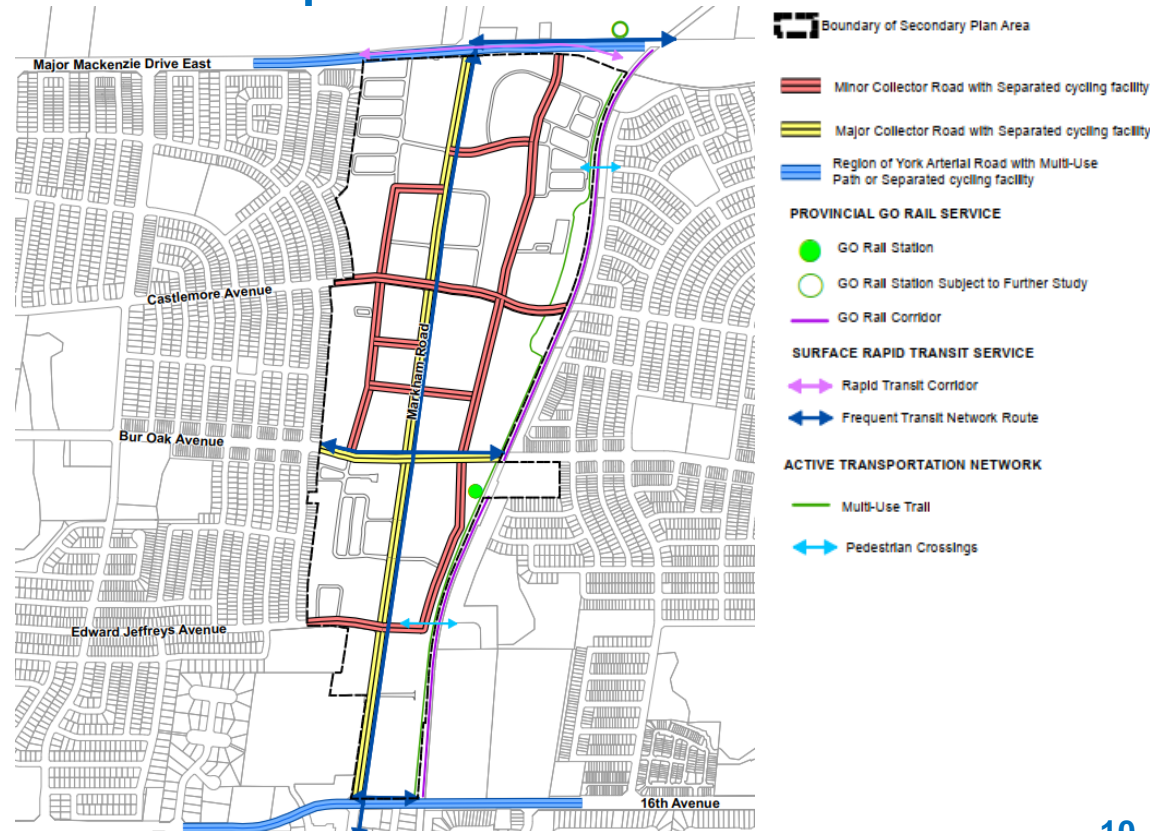 Major Mackenzie Drive East
Castlemore Avenue
Markham Road
Bur Oak Avenue
Edward Jeffreys Avenue
16th Avenue
Boundary of Secondary Plan Area
Minor Collector Road with Separated cycling facility
Major Collector Road with Separated cycling facility
Region of York Arterial Road with Multi-Use
Path or Separated cycling facility
PROVINCIAL GO RAIL SERVICE
GO Rail Station
GO Rail Station Subject to Further Study
GO Rail Corridor
SURFACE RAPID TRANSIT SERVICE
Rapid Transit Corridor
Frequent Transit Network Route
ACTIVE TRANSPORTATION NETWORK
Multi-Use Trail
Pedestrian Crossings
10